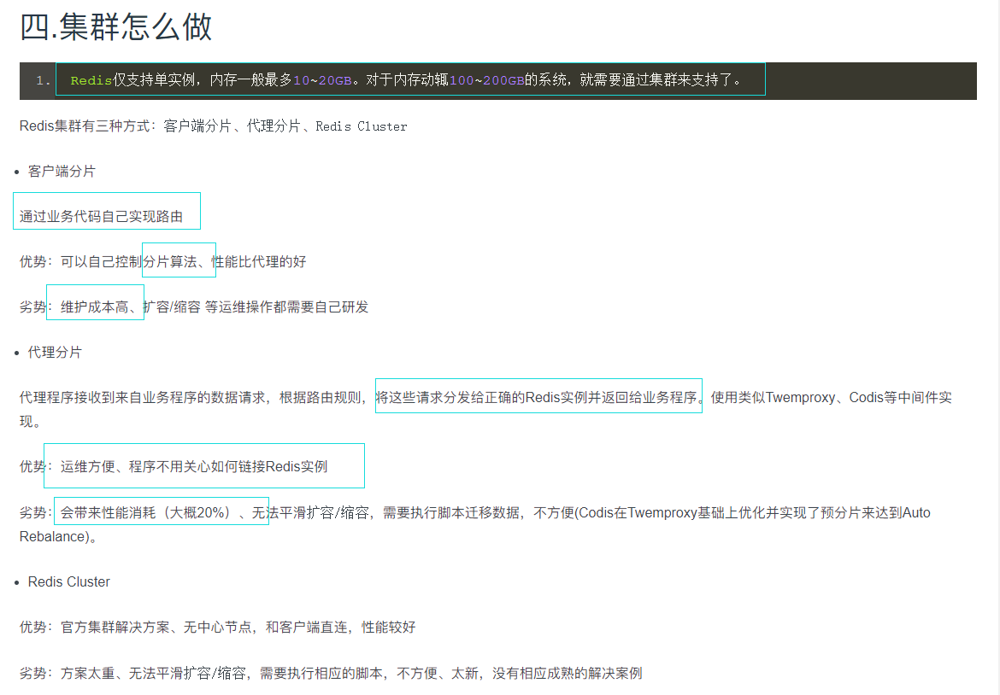 四.集群怎么做
1. Redis仅支持单实例，内存一般最多10~20GB。对于内存动辄100~200GB的系统，就需要通过集群来支持了。
Redis集群有三种方式：客户端分片、代理分片、Redis Cluster
• 客户端分片
通过业务代码自己实现路由
优势：可以自己控制分片算法、性能比代理的好
劣势：维护成本高、扩容/缩容 等运维操作都需要自己研发
• 代理分片
代理程序接收到来自业务程序的数据请求，根据路由规则，将这些请求分发给正确的Redis实例并返回给业务程序。使用类似Twemproxy、Codis等中间件实
现。
优势：运维方便、程序不用关心如何链接Redis实例
劣势：会带来性能消耗（大概20%）、无法平滑扩容/缩容，需要执行脚本迁移数据，不方便(Codis在Twemproxy基础上优化并实现了预分片来达到Auto
Rebalance)。
• Redis Cluster
优势：官方集群解决方案、无中心节点，和客户端直连，性能较好
劣势：方案太重、无法平滑扩容/缩容，需要执行相应的脚本，不方便、太新，没有相应成熟的解决案例